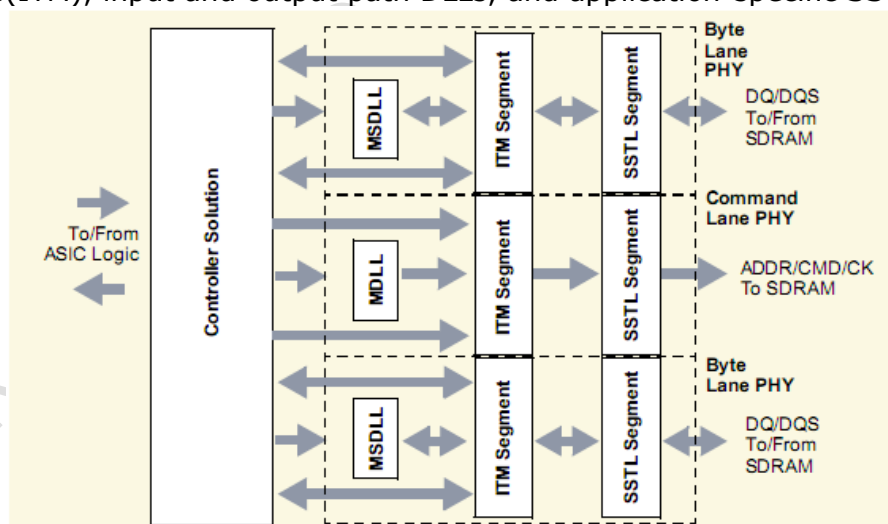 Byte
Lane
PHY
MSDLL
ITM Segment
SSTL Segment
DQ/DQS
To/From
SDRAM
Controller Solution
To/From
ASIC Logic
Command
Lane PHY
MDLL
ITM Segment
SSTL Segment
ADDR/CMD/CK
To SDRAM
Byte
Lane PHY
MSDLL
ITM Segment
SSTL Segment
DQ/DQS
To/From
SDRAM